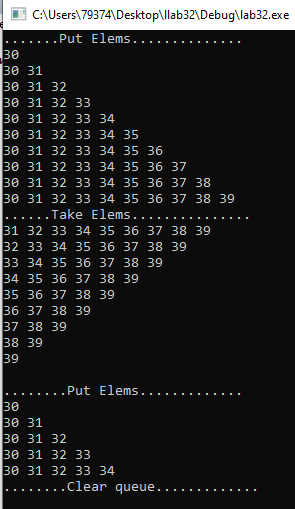 C:\Users\79374\Desktop\llab32\Debug\lab32.exe
.......Put Elems.............
30
30 31
30 31 32
30 31 32 33
30 31 32 33 34
30 31 32 33 34 35
30 31 32 33 34 35 36
30 31 32 33 34 35 36 37
30 31 32 33 34 35 36 37 38
30 31 32 33 34 35 36 37 38 39
......Take Elems...............
31 32 33 34 35 36 37 38 39
32 33 34 35 36 37 38 39
33 34 35 36 37 38 39
34 35 36 37 38 39
35 36 37 38 39
36 37 38 39
37 38 39
38 39
39
........Put Elems.............
30
30 31
30 31 32
30 31 32 33
30 31 32 33 34
........Clear queue.............